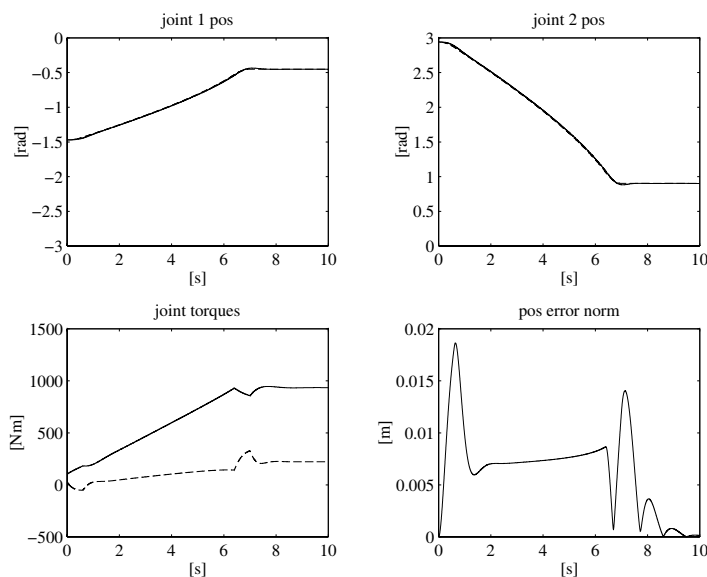 joint 1 pos
0
−0.5
−1
−1.5
−2
−2.5
−3
[rad]
0 2 4 6 8 10
[s]
joint 2 pos
3
2.5
2
1.5
1
0.5
0
[rad]
0 2 4 6 8 10
[s]
joint torques
1500
1000
500
0
−500
[Nm]
0 2 4 6 8 10
[s]
pos error norm
0.02
0.015
0.01
0.005
0
[m]
0 2 4 6 8 10
[s]